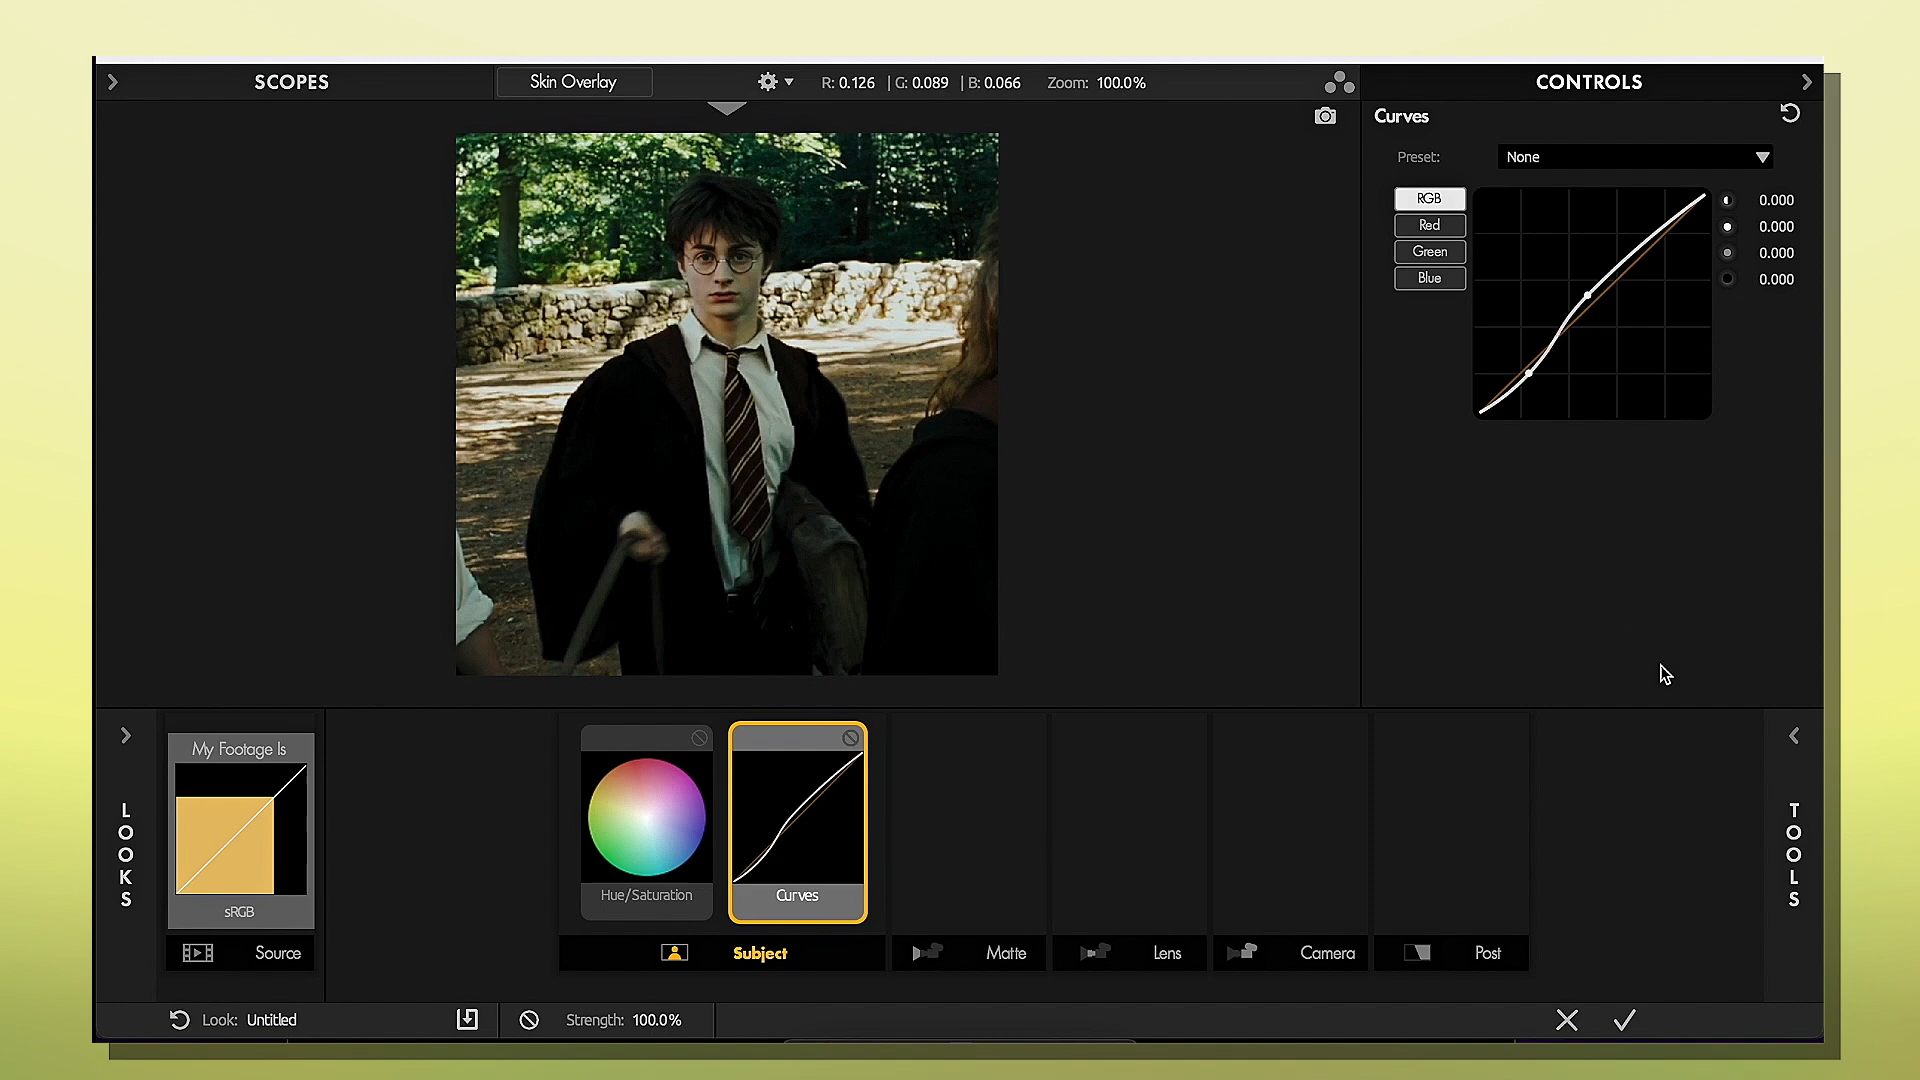 SCOPES
Skin Overlay
R: 0.126 | G: 0.089 | B: 0.066 Zoom: 100.0%
CONTROLS
Curves
Preset: None
RGB
Red
Green
Blue
0.000
0.000
0.000
0.000
LOOKS
My Footage Is
sRGB
Source
Hue/Saturation
Curves
Subject
Matte
Lens
Camera
Post
TOOLS
Look: Untitled
Strength: 100.0%